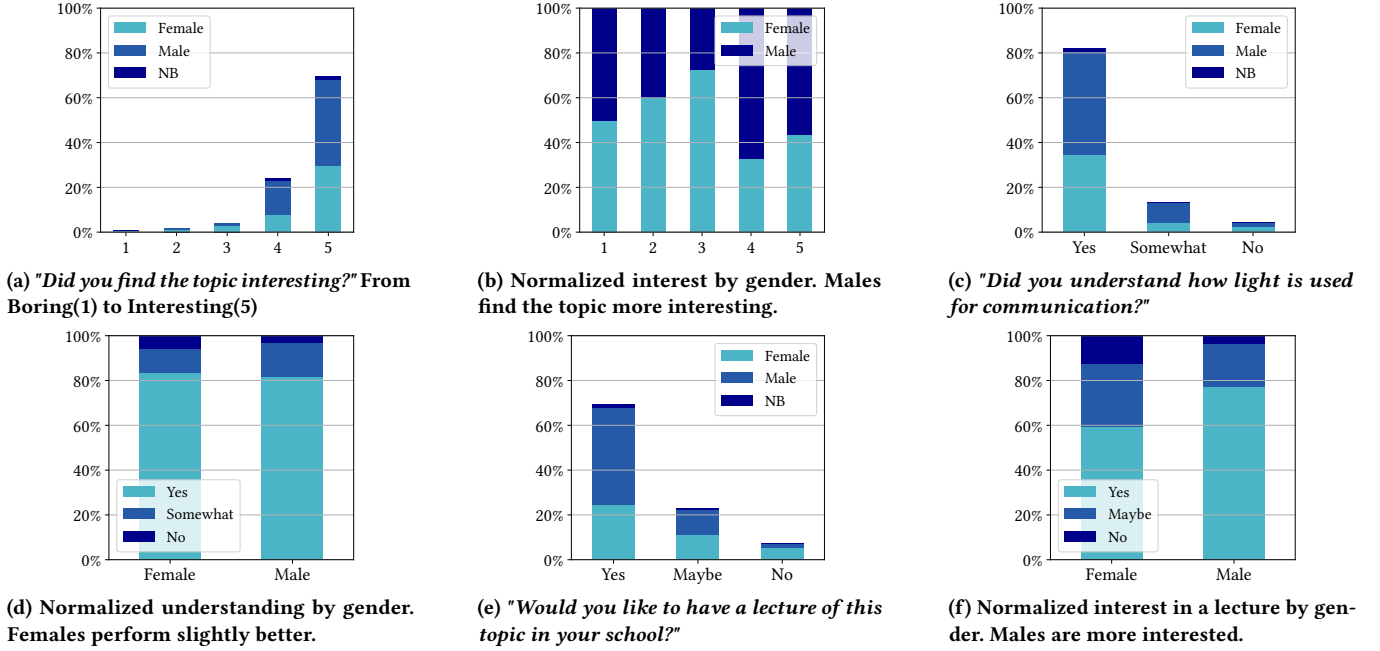 100%
80%
60%
40%
20%
0%
Female
Male
NB
1 2 3 4 5
(a) "Did you find the topic interesting?" From
Boring(1) to Interesting(5)
100%
80%
60%
40%
20%
0%
Female
Male
1 2 3 4 5
(b) Normalized interest by gender. Males
find the topic more interesting.
100%
80%
60%
40%
20%
0%
Female
Male
NB
Yes Somewhat No
(c) "Did you understand how light is used
for communication?"
100%
80%
60%
40%
20%
0%
Yes
Somewhat
No
Female Male
(d) Normalized understanding by gender.
Females perform slightly better.
100%
80%
60%
40%
20%
0%
Female
Male
NB
Yes Maybe No
(e) "Would you like to have a lecture of this
topic in your school?"
100%
80%
60%
40%
20%
0%
Yes
Maybe
No
Female Male
(f) Normalized interest in a lecture by gen-
der. Males are more interested.